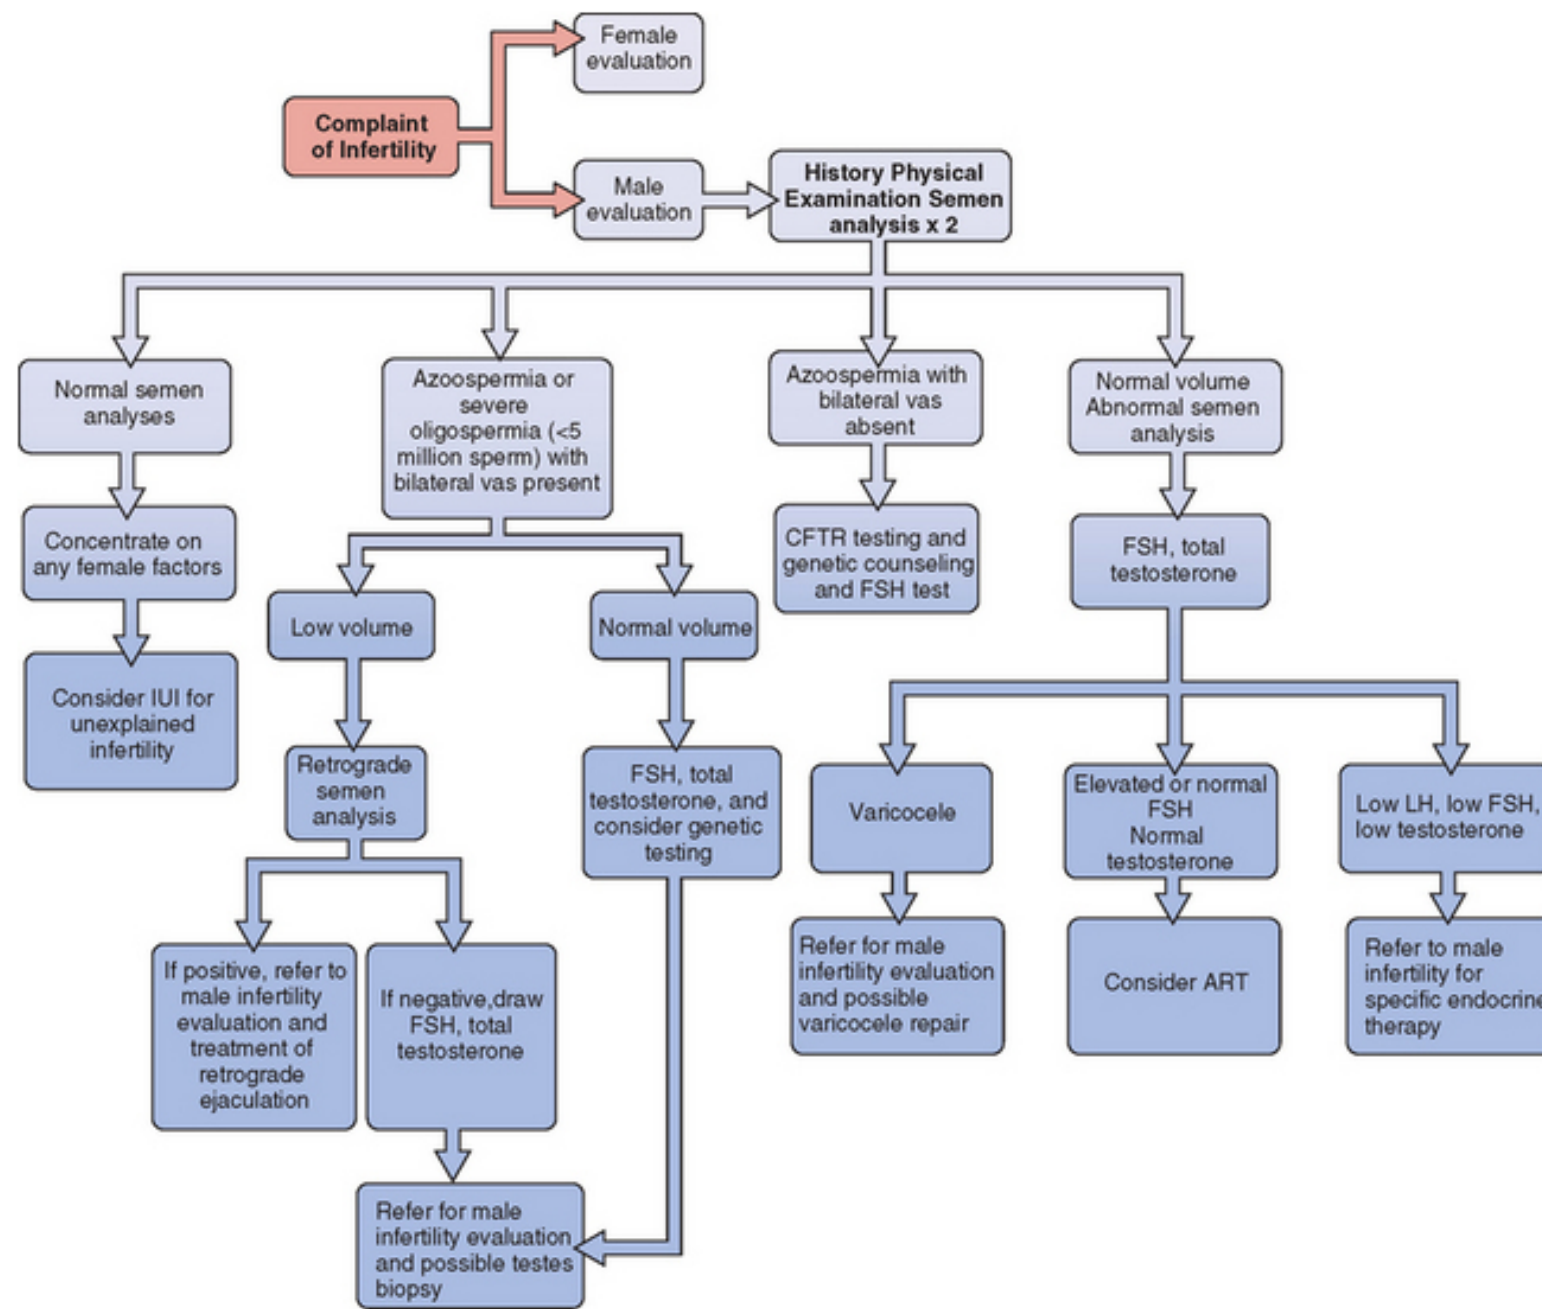 Female
evaluation
Complaint
of Infertility
Male
evaluation
History Physical
Examination Semen
analysis x 2
Normal semen
analyses
Azoospermia or
severe
oligospermia (<5
million sperm) with
bilateral vas present
Azoospermia with
bilateral vas
absent
Normal volume
Abnormal semen
analysis
Concentrate on
any female factors
CFTR testing and
genetic counseling
and FSH test
FSH, total
testosterone
Low volume
Normal volume
Consider IUI for
unexplained
infertility
Retrograde
semen
analysis
FSH, total
testosterone, and
consider genetic
testing
Varicocele
Elevated or normal
FSH
Normal
testosterone
Low LH, low FSH,
low testosterone
If positive, refer to
male infertility
evaluation and
treatment of
retrograde
ejaculation
If negative,draw
FSH, total
testosterone
Refer for male
infertility evaluation
and possible
varicocele repair
Consider ART
Refer to male
infertility for
specific endocrine
therapy
Refer for male
infertility evaluation
and possible testes
biopsy